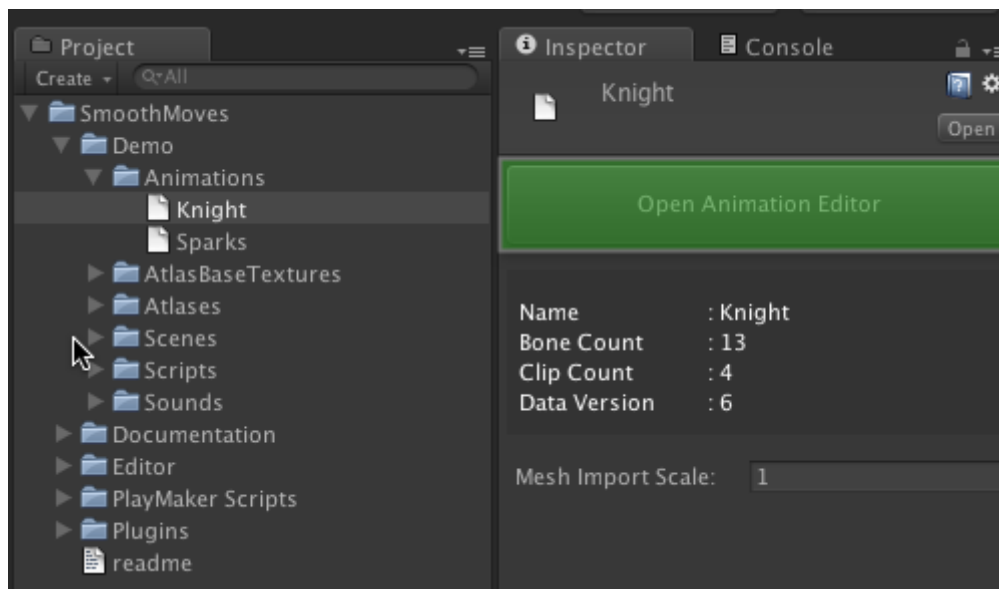 Project
Create
All
SmoothMoves
Demo
Animations
Knight
Sparks
AtlasBaseTextures
Atlases
Scenes
Scripts
Sounds
Documentation
Editor
PlayMaker Scripts
Plugins
readme
Inspector
Console
Knight
Open
Open Animation Editor
Name : Knight
Bone Count : 13
Clip Count : 4
Data Version : 6
Mesh Import Scale: 1